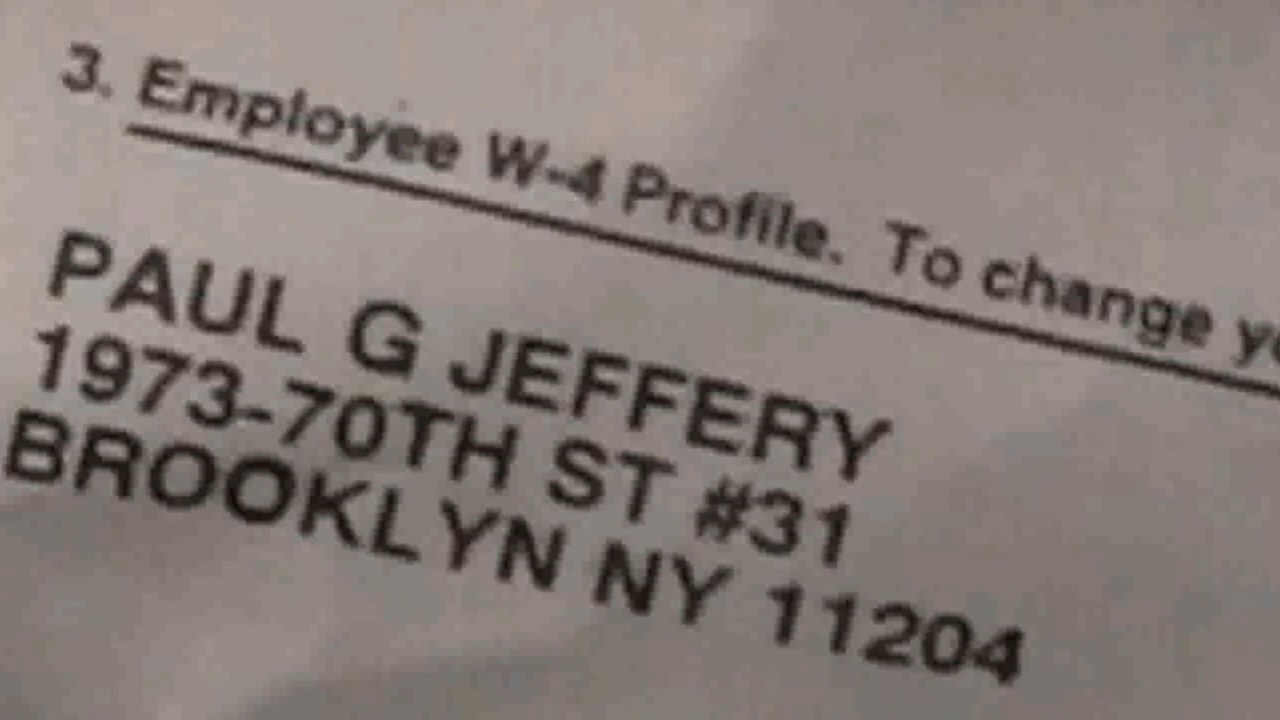 3. Employee W-4 Profile. To change
PAUL G JEFFERY
1973-70TH ST #31
BROOKLYN NY 11204